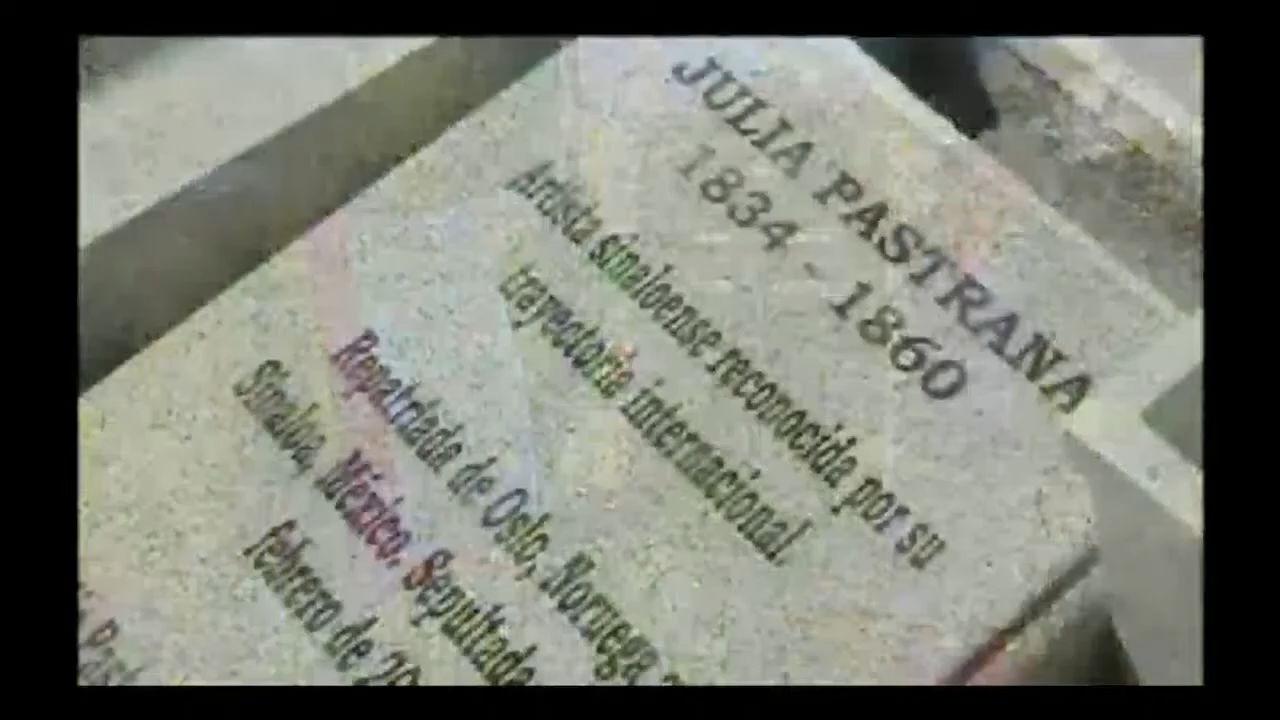 JULIA PASTRANA
1834 - 1860
Artista sinaloense reconocida por su
trayectoria internacional.
Repatriada de Oslo, Noruega
Sinaloa, México. Sepultada
febrero de 20